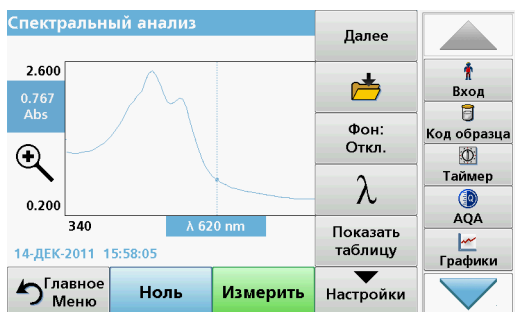 Спектральный анализ
2.600
0.767
Abs
0.200
340
λ 620 nm
14-ДЕК-2011 15:58:05
Главное
Меню
Ноль
Измерить
Далее
Фон:
Откл.
λ
Показать
таблицу
Настройки
Вход
Код образца
Таймер
AQA
Графики